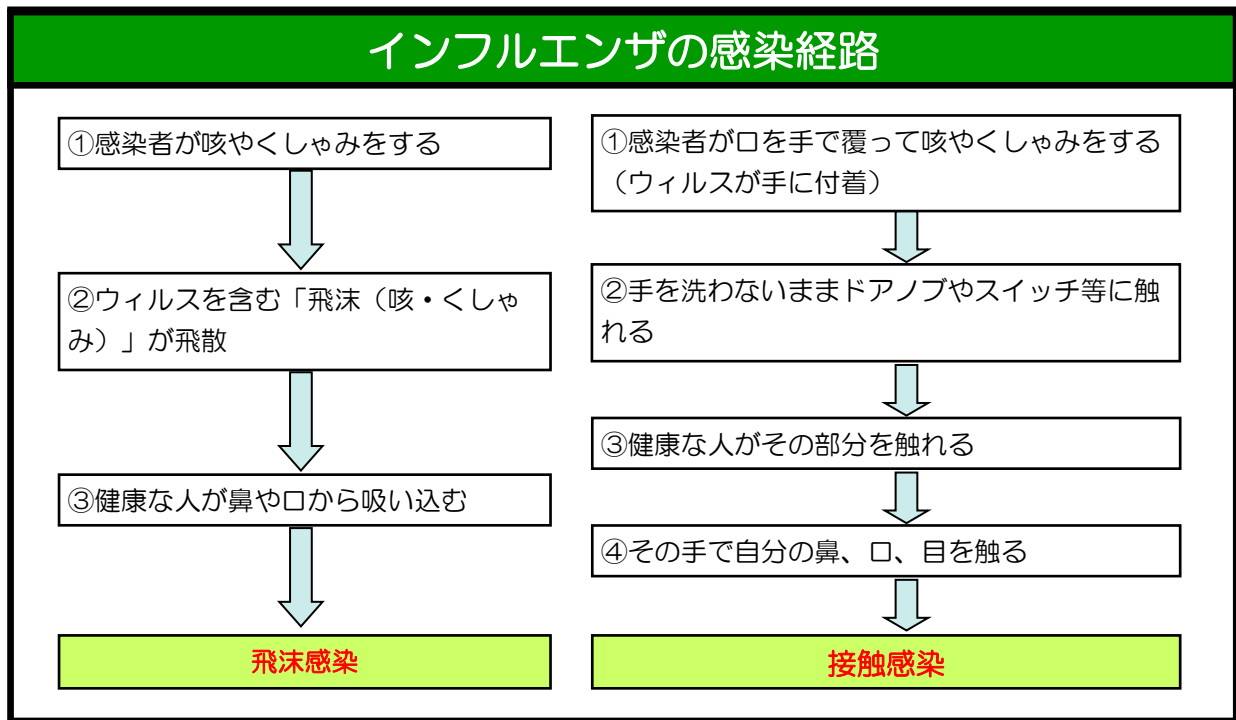 インフルエンザの感染経路
①感染者が咳やくしゃみをする
②ウィルスを含む「飛沫（咳・くしゃ
み）」が飛散
③健康な人が鼻や口から吸い込む
飛沫感染
①感染者が口を手で覆って咳やくしゃみをする
（ウィルスが手に付着）
②手を洗わないままドアノブやスイッチ等に触
れる
③健康な人がその部分を触れる
④その手で自分の鼻、口、目を触る
接触感染